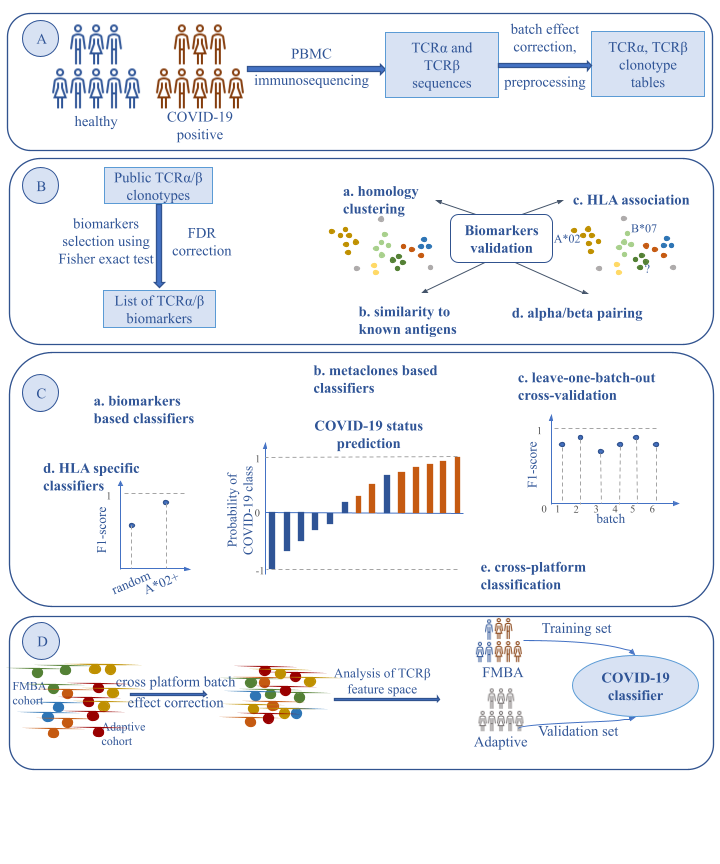 A
healthy
COVID-19
positive
PBMC
immunosequencing
TCRα and
TCRβ
sequences
batch effect
correction,
preprocessing
TCRα, TCRβ
clonotype
tables
B
Public TCRα/β
clonotypes
biomarkers
selection using
Fisher exact test
FDR
correction
List of TCRα/β
biomarkers
a. homology
clustering
Biomarkers
validation
c. HLA association
A*02
B*07
?
b. similarity to
known antigens
d. alpha/beta pairing
C
a. biomarkers
based classifiers
b. metaclones based
classifiers
c. leave-one-batch-out
cross-validation
COVID-19 status
prediction
Probability of
COVID-19 class
1
0
-1
F1-score
1
0
1
2
3
4
5
6
batch
d. HLA specific
classifiers
1
F1-score
random
A*02+
e. cross-platform
classification
D
FMBA
cohort
Adaptive
cohort
cross platform batch
effect correction
Analysis of TCRβ
feature space
FMBA
Adaptive
Training set
Validation set
COVID-19
classifier